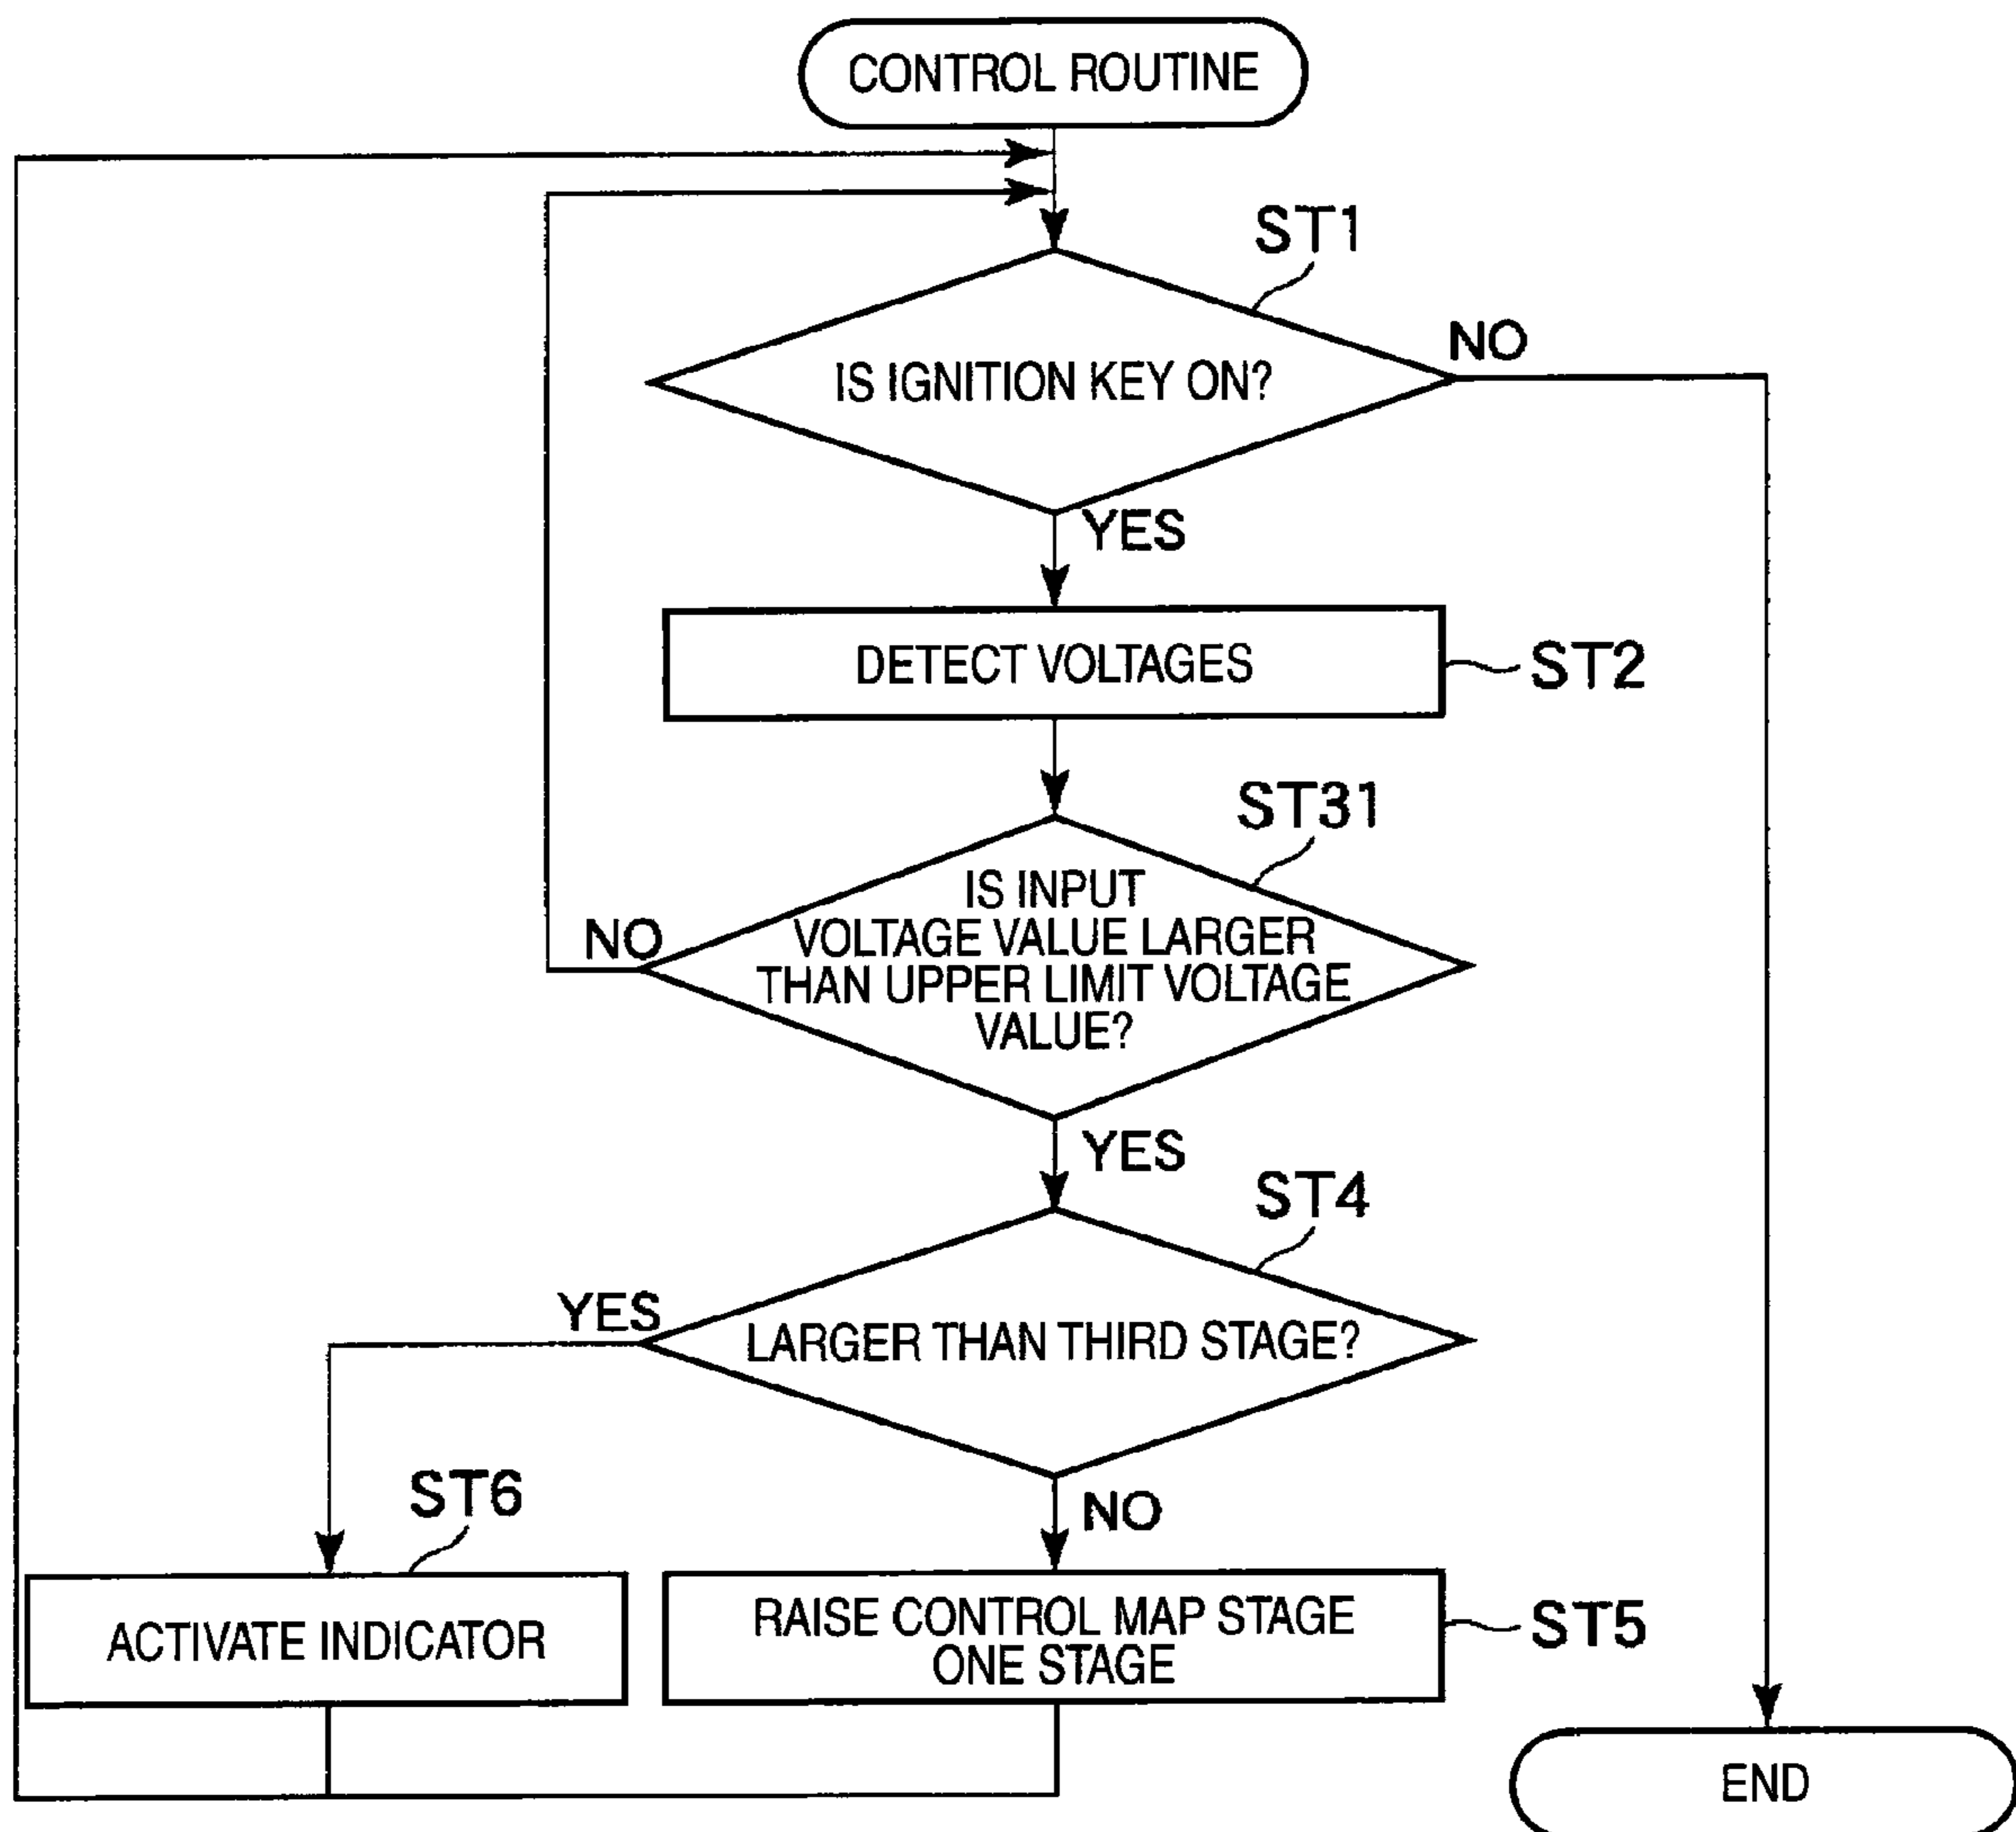 CONTROL ROUTINE
ST1
IS IGNITION KEY ON?
NO
YES
DETECT VOLTAGES
ST2
ST31
IS INPUT
VOLTAGE VALUE LARGER
THAN UPPER LIMIT VOLTAGE
VALUE?
NO
YES
ST4
LARGER THAN THIRD STAGE?
YES
NO
ST6
ACTIVATE INDICATOR
RAISE CONTROL MAP STAGE
ONE STAGE
ST5
END